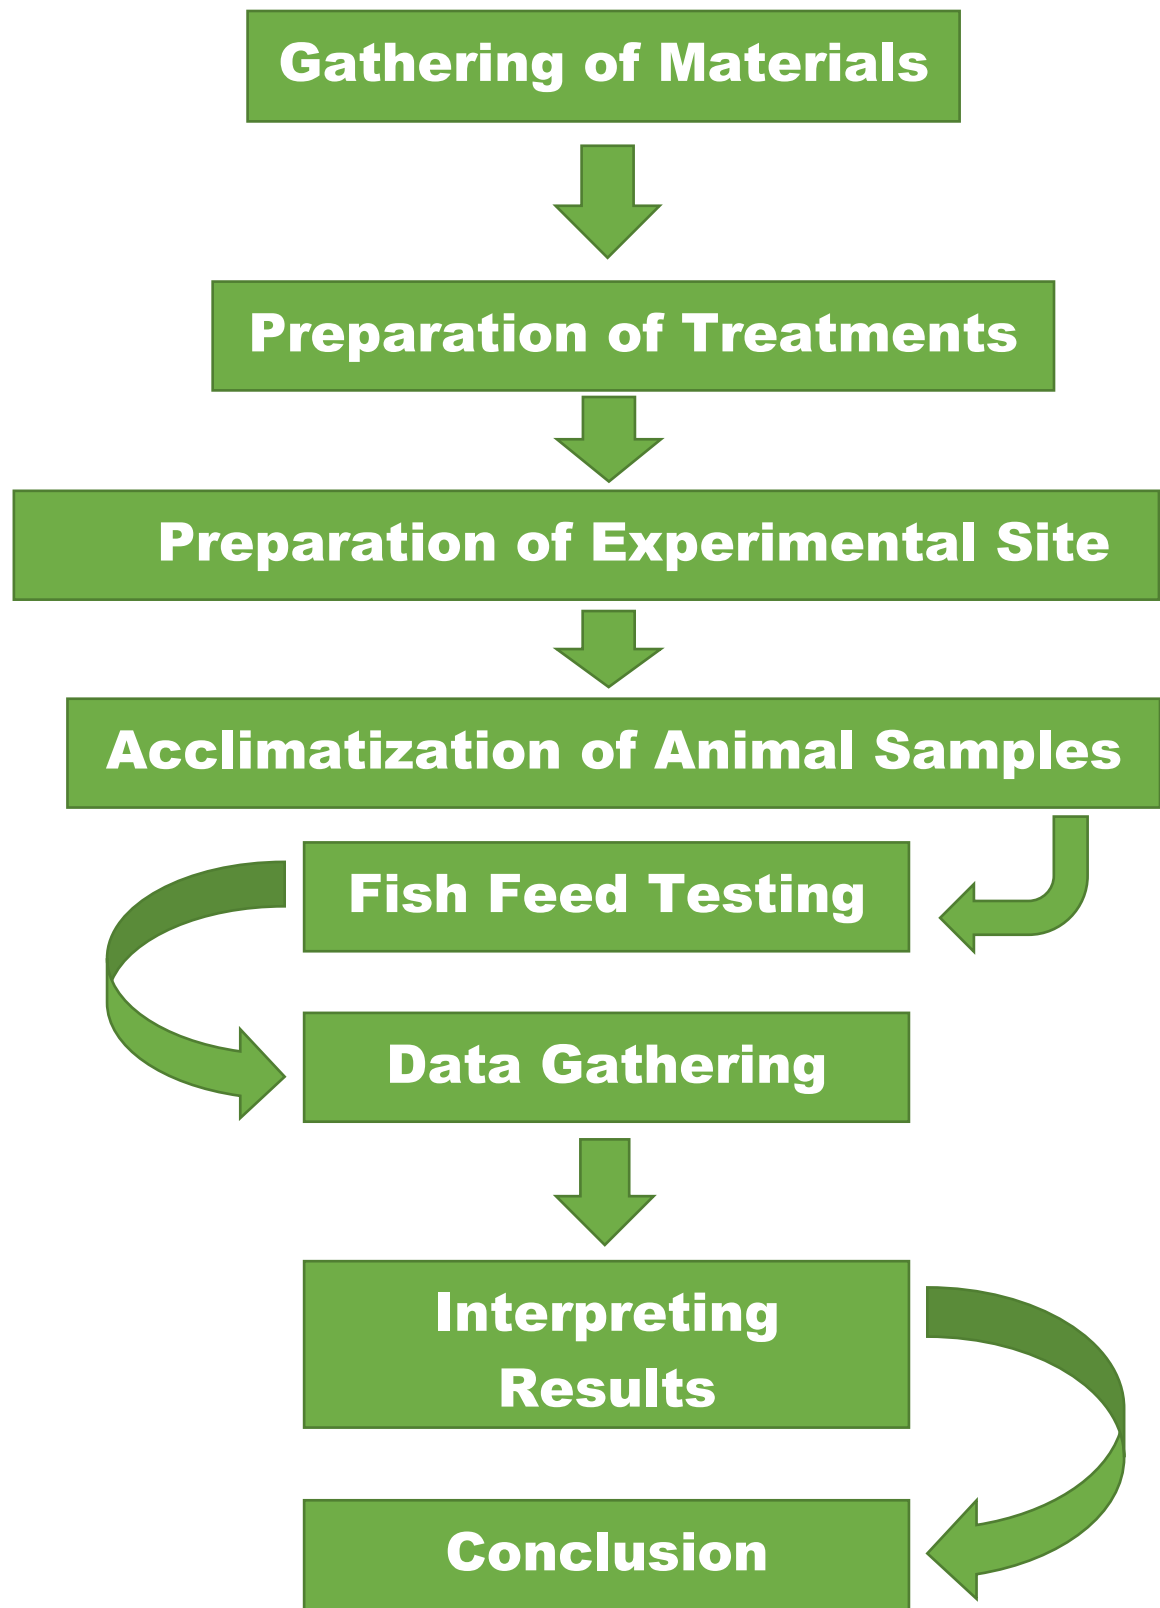 Gathering of Materials
Preparation of Treatments
Preparation of Experimental Site
Acclimatization of Animal Samples
Fish Feed Testing
Data Gathering
Interpreting
Results
Conclusion